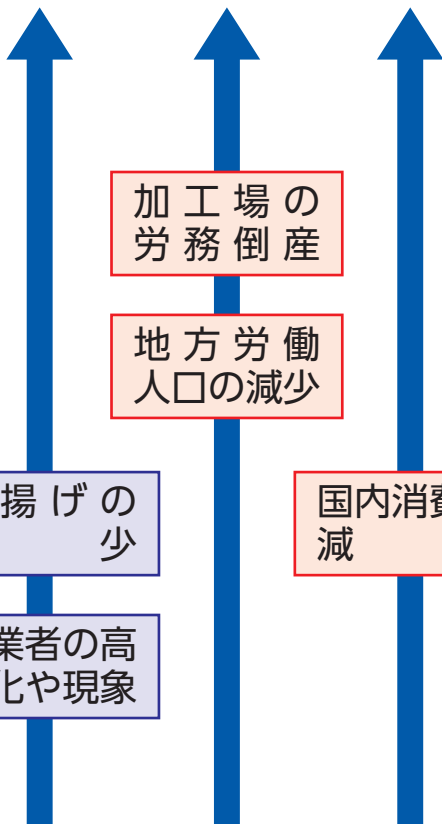 加工場の
労務倒産
地方労働
人口の減少
揚げの
少
国内消費
減
業者の高
化や現象